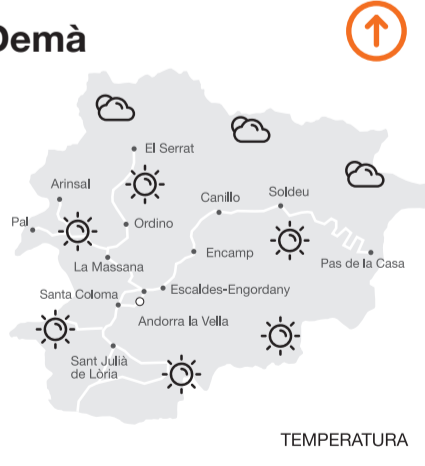 Demà
El Serrat
Arinsal
Canillo
Soldeu
Pal
Ordino
Encamp
La Massana
Pas de la Casa
Santa Coloma
Escaldes-Engordany
Andorra la Vella
Sant Julià
de Lòria
TEMPERATURA